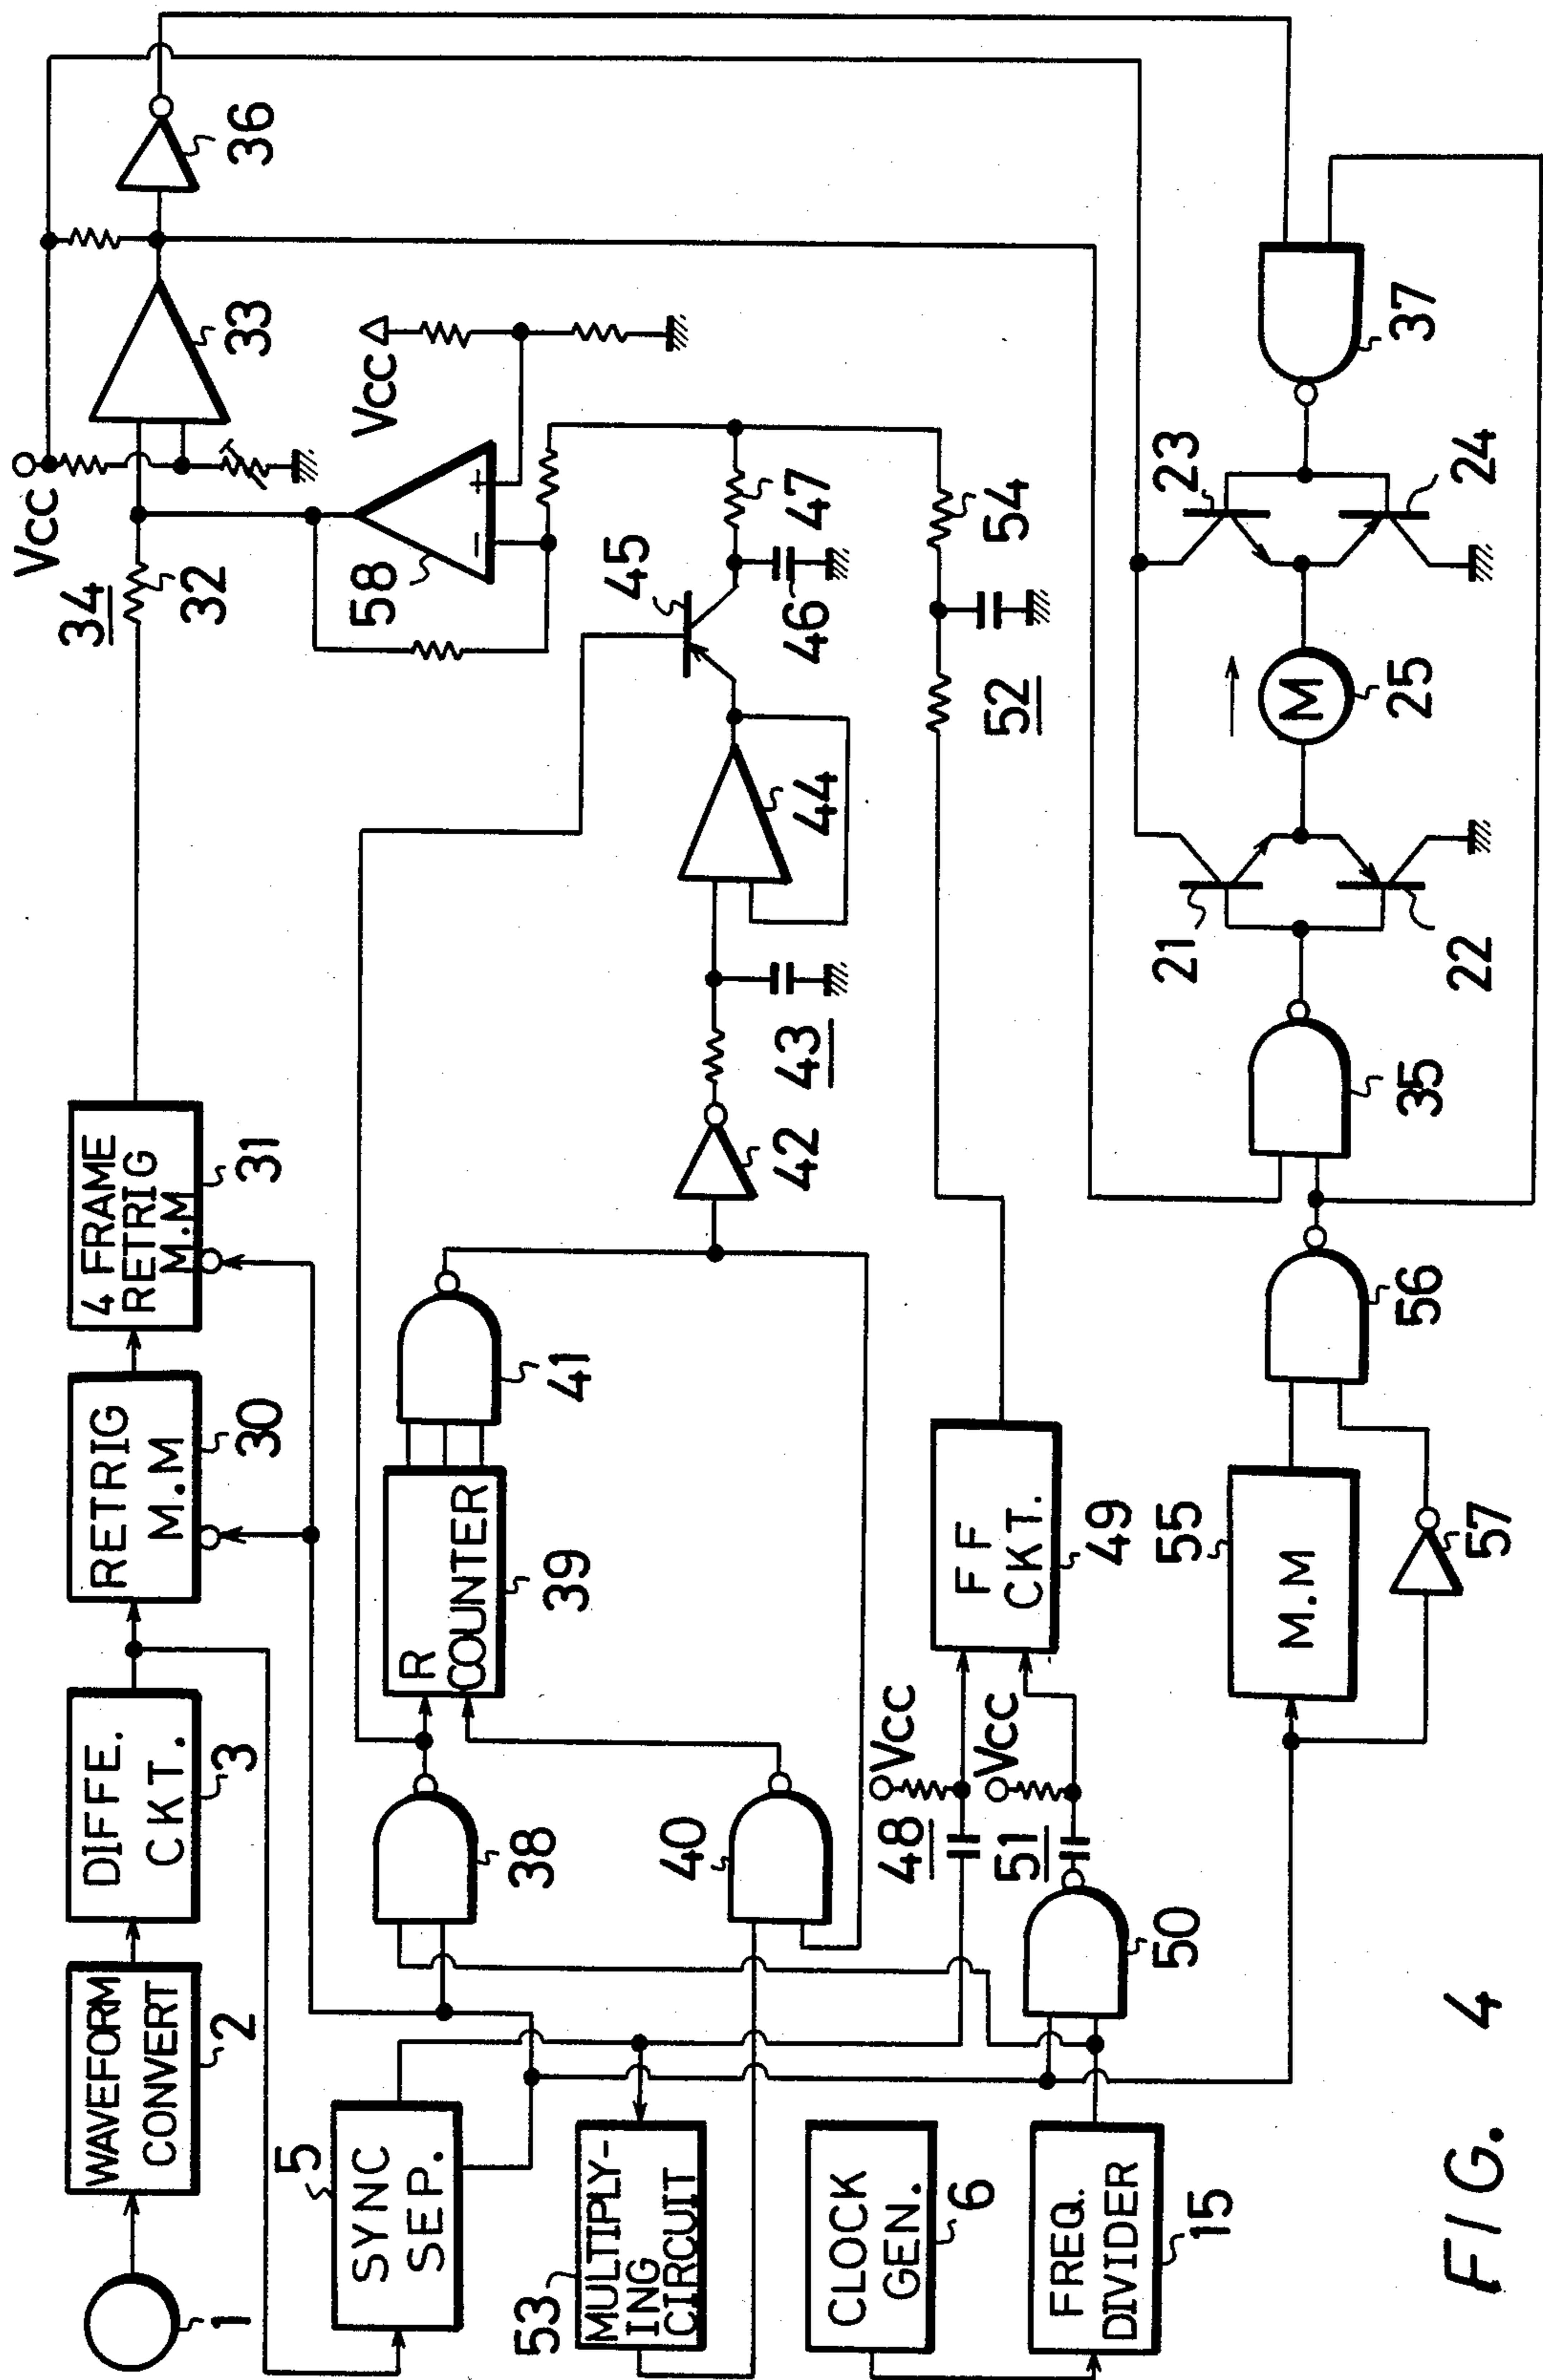 1
WAVEFORM
CONVERT
2
DIFFE.
CKT.
3
RETRIG
M.M
30
4 FRAME
RETRIG
M.M
31
34
32
Vcc
33
36
5
SYNC
SEP.
38
R
COUNTER
39
41
42
43
44
45
46
47
58
Vcc
53
MULTIPLY-
ING
CIRCUIT
40
CLOCK
GEN.
6
FREQ.
DIVIDER
15
48
Vcc
51
Vcc
50
F F
CKT.
49
52
54
55
M.M
57
56
35
21
22
M
25
23
24
37
FIG. 4